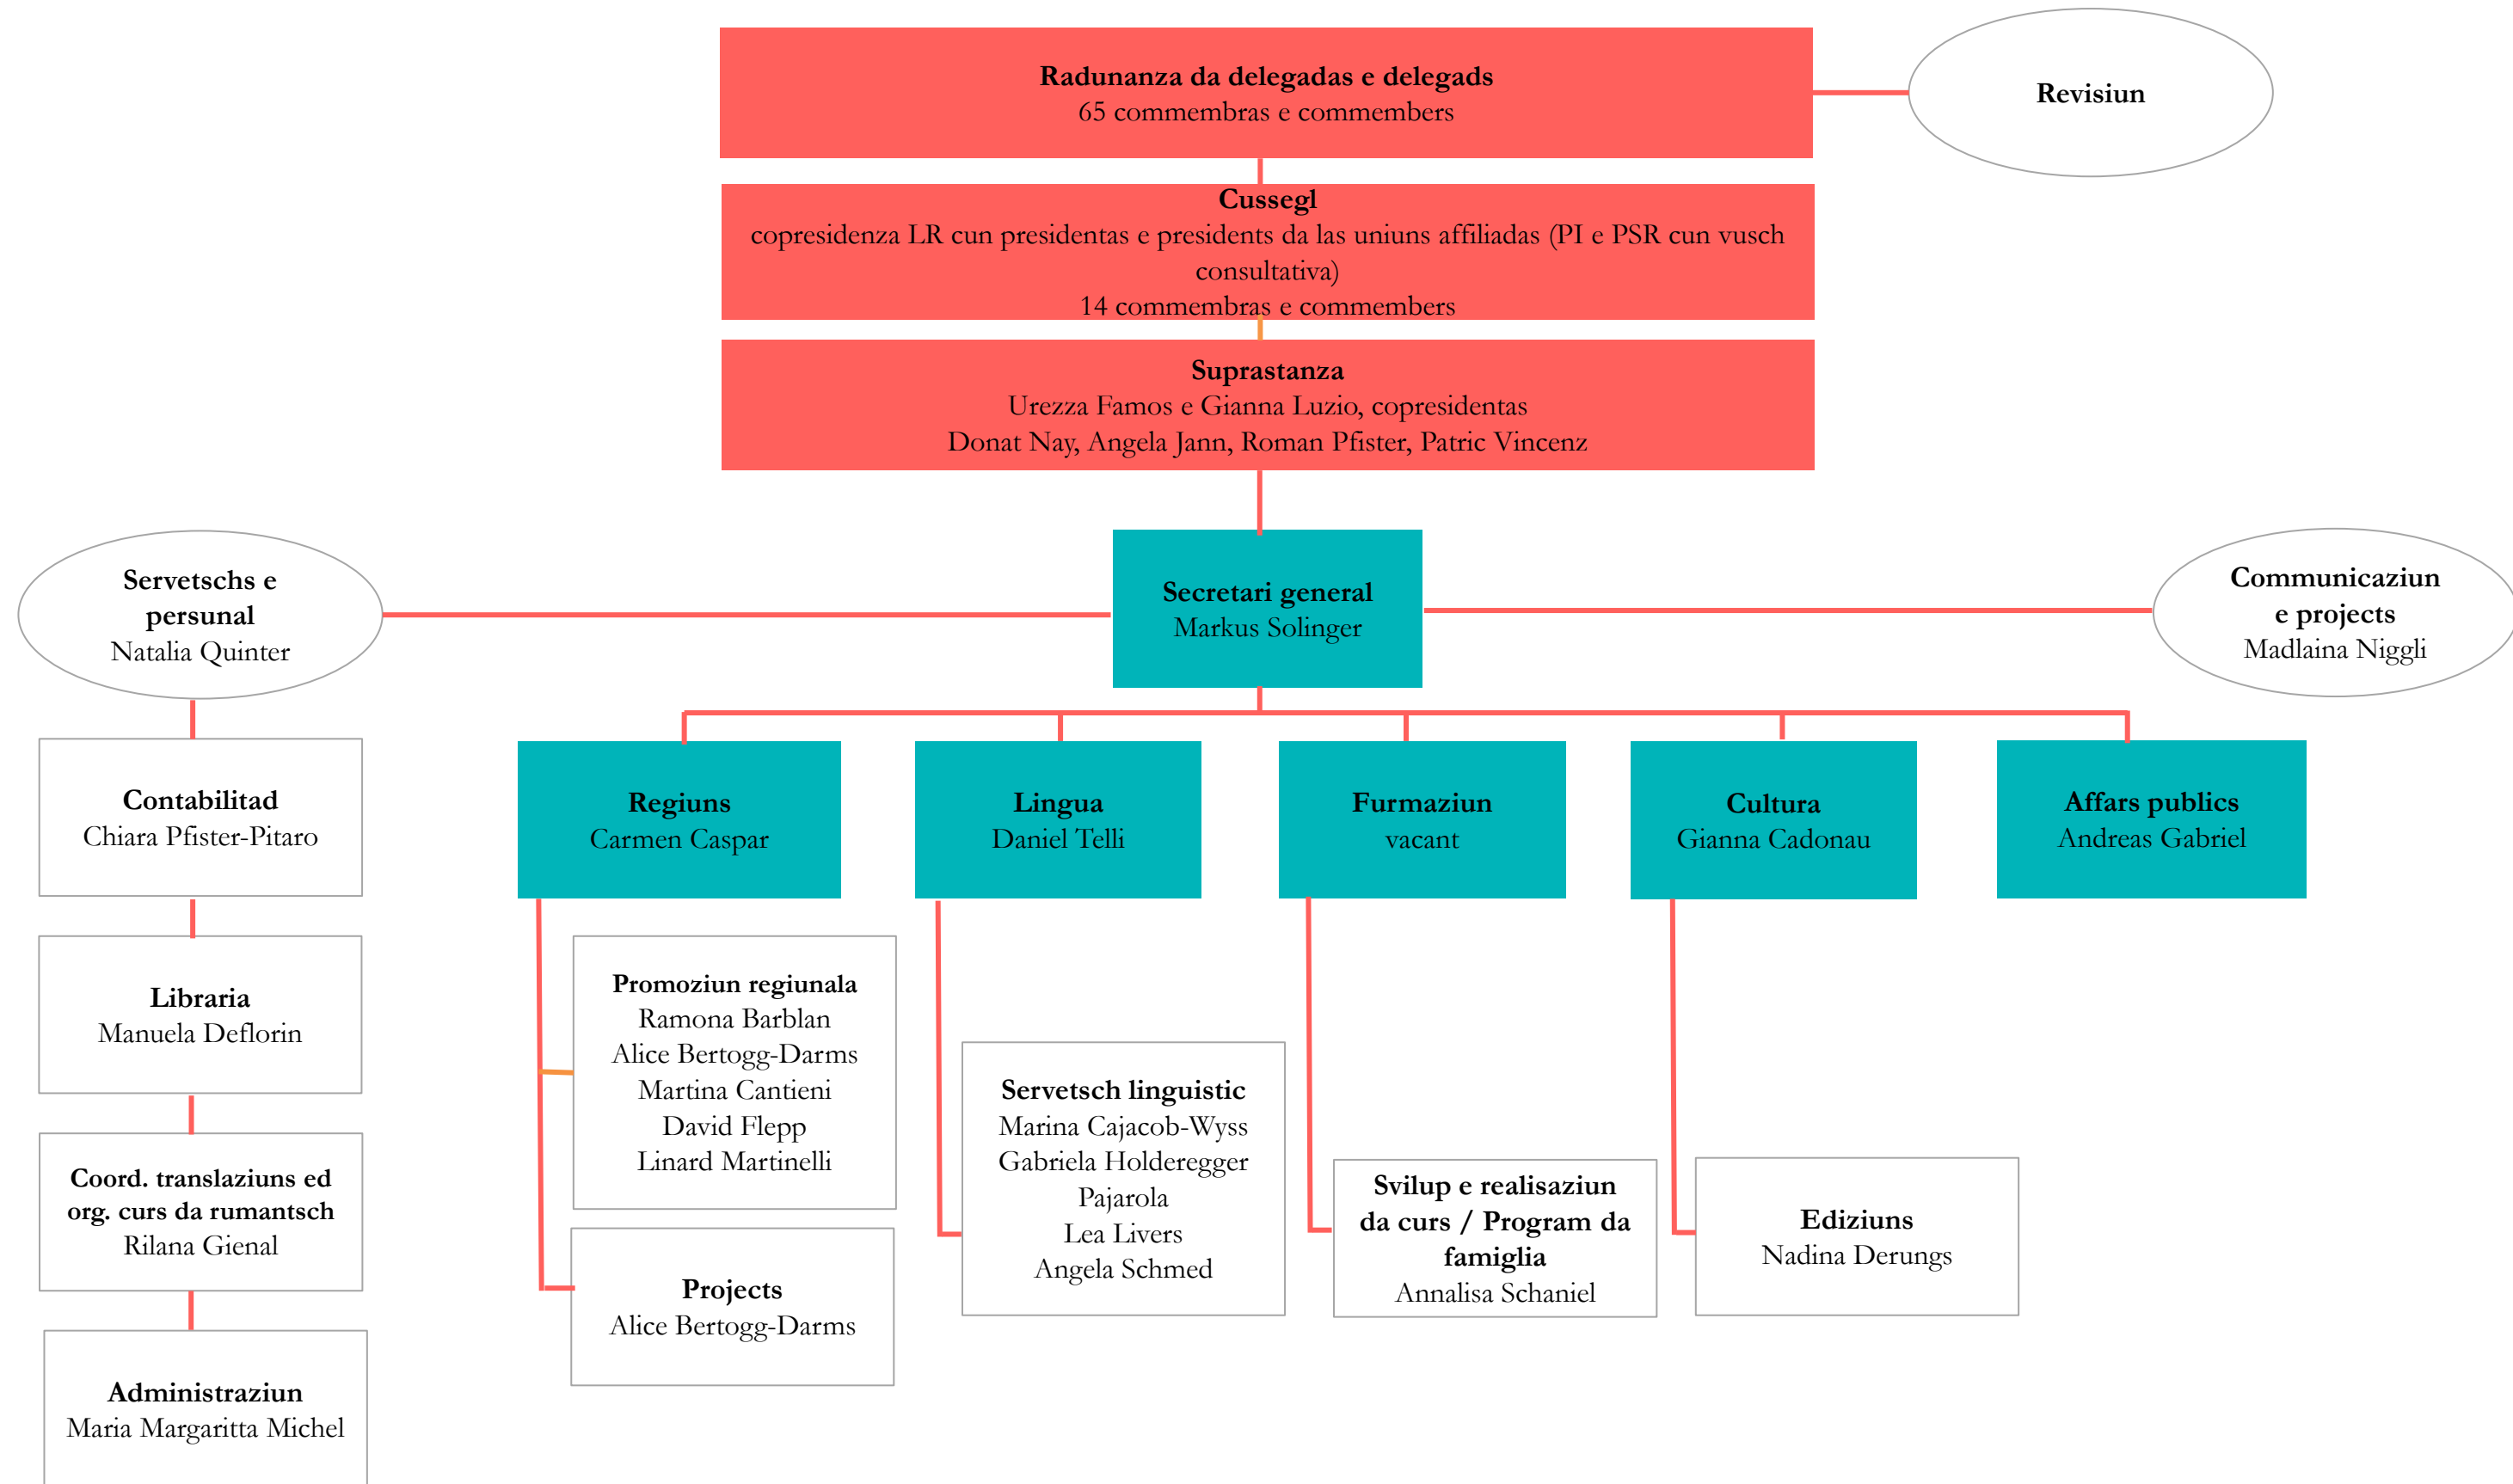 Radunanza da delegadas e delegads
65 commembras e commembers
Revisiun
Cussegl
copresidenza LR cun presidentas e presidents da las uniuns affiliadas (PI e PSR cun vusch
consultativa)
14 commembras e commembers
Suprastanza
Urezza Famos e Gianna Luzio, copresidentas
Donat Nay, Angela Jann, Roman Pfister, Patric Vincenz
Servetschs e
persunal
Natalia Quinter
Secretari general
Markus Solinger
Communicaziun
e projects
Madlaina Niggli
Contabilitad
Chiara Pfister-Pitaro
Regiuns
Carmen Caspar
Lingua
Daniel Telli
Furmaziun
vacant
Cultura
Gianna Cadonau
Affars publics
Andreas Gabriel
Libraria
Manuela Deflorin
Promoziun regiunala
Ramona Barblan
Alice Bertogg-Darms
Martina Cantieni
David Flepp
Linard Martinelli
Servetsch linguistic
Marina Cajacob-Wyss
Gabriela Holderegger
Pajarola
Lea Livers
Angela Schmed
Coord. translaziuns ed
org. curs da rumantsch
Rilana Gienal
Svilup e realisaziun
da curs / Program da
famiglia
Annalisa Schaniel
Ediziuns
Nadina Derungs
Projects
Alice Bertogg-Darms
Administraziun
Maria Margaritta Michel